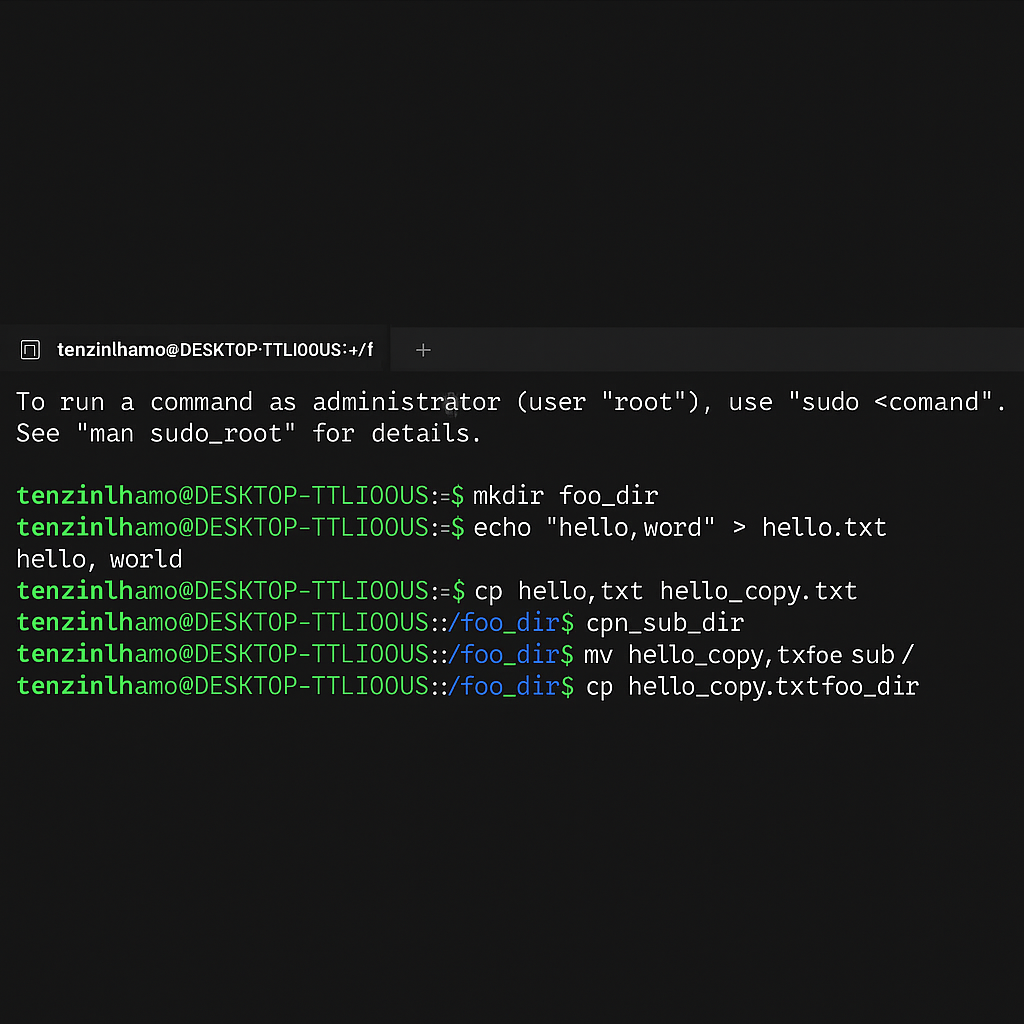 tenzinlhamo@DESKTOP·TTLIOOUS:+/f +
To run a command as administrator (user "root"), use "sudo <comand".
See "man sudo_root" for details.
tenzinlhamo@DESKTOP-TTLIOOUS:=$ mkdir foo_dir
tenzinlhamo@DESKTOP-TTLIOOUS:=$ echo "hello,word" > hello.txt
hello, world
tenzinlhamo@DESKTOP-TTLIOOUS:=$ cp hello,txt hello_copy.txt
tenzinlhamo@DESKTOP-TTLIOOUS::/foo_dir$ cpn_sub_dir
tenzinlhamo@DESKTOP-TTLIOOUS::/foo_dir$ mv hello_copy,txfoe sub /
tenzinlhamo@DESKTOP-TTLIOOUS::/foo_dir$ cp hello_copy.txtfoo_dir